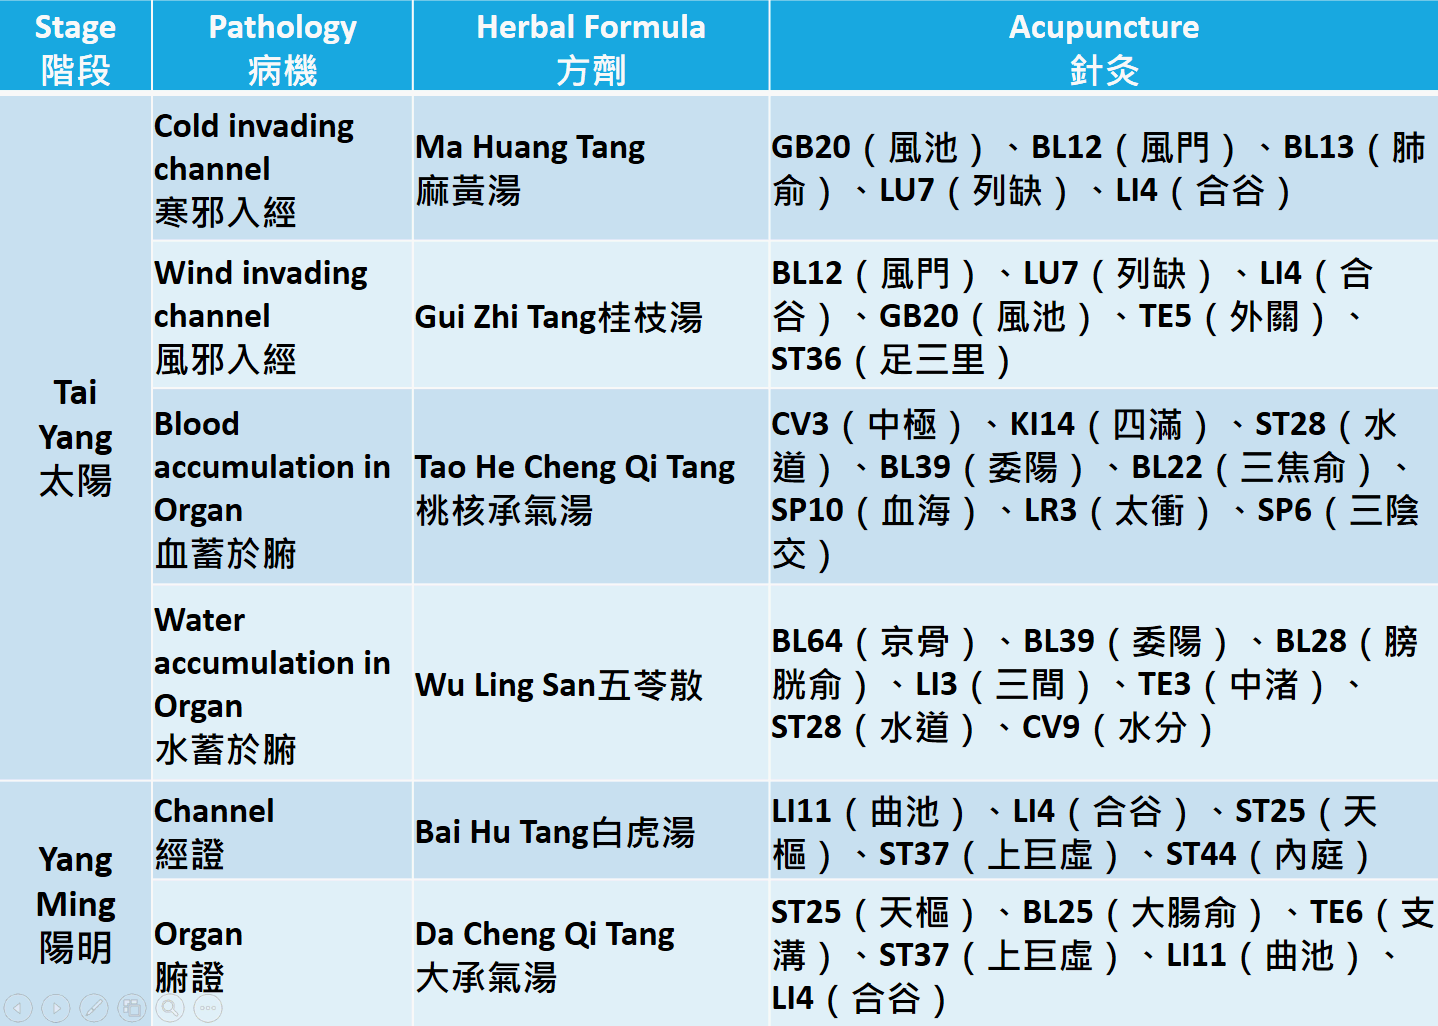 Stage
階段
Pathology
病機
Herbal Formula
方劑
Acupuncture
針灸
Tai
Yang
太陽
Cold invading
channel
寒邪入經
Ma Huang Tang
麻黃湯
GB20（風池）、BL12（風門）、BL13（肺
俞）、LU7（列缺）、LI4（合谷）
Wind invading
channel
風邪入經
Gui Zhi Tang桂枝湯
BL12（風門）、LU7（列缺）、LI4（合
谷）、GB20（風池）、TE5（外關）、
ST36（足三里）
Blood
accumulation in
Organ
血蓄於腑
Tao He Cheng Qi Tang
桃核承氣湯
CV3（中極）、KI14（四滿）、ST28（水
道）、BL39（委陽）、BL22（三焦俞）、
SP10（血海）、LR3（太衝）、SP6（三陰
交）
Water
accumulation in
Organ
水蓄於腑
Wu Ling San五苓散
BL64（京骨）、BL39（委陽）、BL28（膀
胱俞）、LI3（三間）、TE3（中渚）、
ST28（水道）、CV9（水分）
Yang
Ming
陽明
Channel
經證
Bai Hu Tang白虎湯
LI11（曲池）、LI4（合谷）、ST25（天
樞）、ST37（上巨虛）、ST44（內庭）
Organ
腑證
Da Cheng Qi Tang
大承氣湯
ST25（天樞）、BL25（大腸俞）、TE6（支
溝）、ST37（上巨虛）、LI11（曲池）、
LI4（合谷）